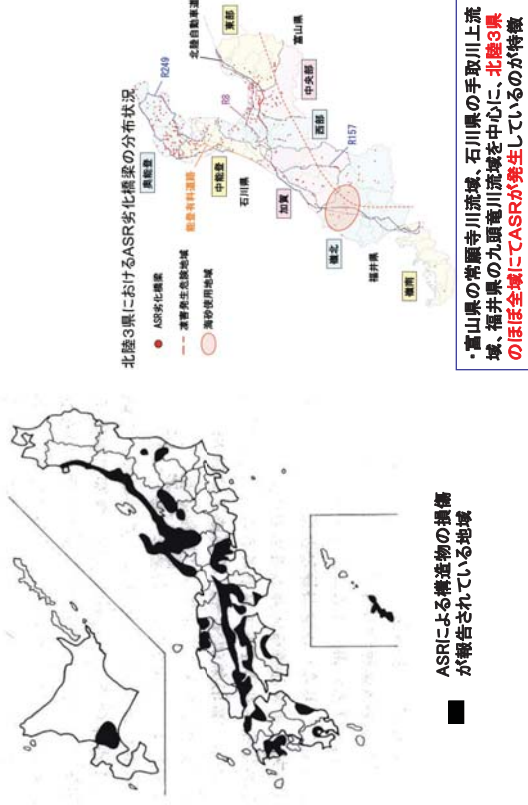 北陸3県におけるASR劣化橋梁の分布状況
ASR劣化橋梁
凍害発生危険地域
海砂使用地域
R249
奥能登
能登有料道路
中能登
石川県
加賀
R8
北陸自動車道
東部
富山県
中央部
西部
R157
嶺北
福井県
嶺南
・富山県の常願寺川流域、石川県の手取川上流
域、福井県の九頭竜川流域を中心に、北陸3県
のほぼ全域にてASRが発生しているのが特徴
ASRによる構造物の損傷
が報告されている地域